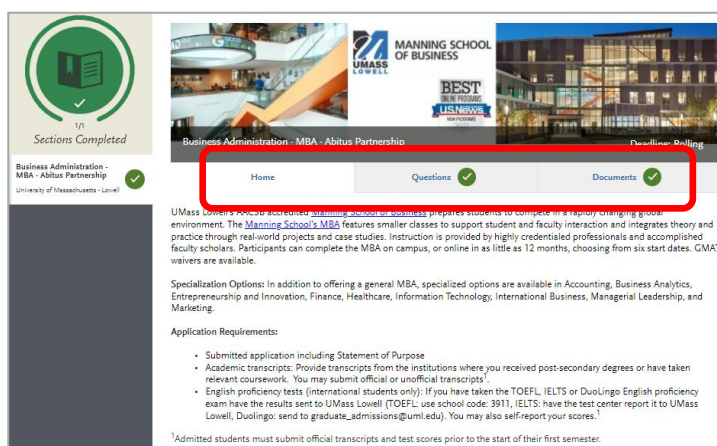 1/1
Sections Completed
Business Administration -
MBA - Abitus Partnership
University of Massachusetts - Lowell
UMASS
LOWELL
MANNING SCHOOL
OF BUSINESS
BEST
ONLINE PROGRAMS
U.S.News
MBA PROGRAMS
Business Administration - MBA - Abitus Partnership
Deadline: Rolling
Home
Questions
Documents
UMass Lowell's AACSB accredited Manning School of Business prepares students to compete in a rapidly changing global
environment. The Manning School's MBA features smaller classes to support student and faculty interaction and integrates theory and
practice through real-world projects and case studies. Instruction is provided by highly credentialed professionals and accomplished
faculty scholars. Participants can complete the MBA on campus, or online in as little as 12 months, choosing from six start dates. GMAT
waivers are available.
Specialization Options: In addition to offering a general MBA, specialized options are available in Accounting, Business Analytics,
Entrepreneurship and Innovation, Finance, Healthcare, Information Technology, International Business, Managerial Leadership, and
Marketing.
Application Requirements:
• Submitted application including Statement of Purpose
• Academic transcripts: Provide transcripts from the institutions where you received post-secondary degrees or have taken
relevant coursework. You may submit official or unofficial transcripts¹.
• English proficiency tests (international students only): If you have taken the TOEFL, IELTS or DuoLingo English proficiency
exam have the results sent to UMass Lowell (TOEFL: use school code: 3911, IELTS: have the test center report it to UMass
Lowell, Duolingo: send to graduate_admissions@uml.edu). You may also self-report your scores.¹
¹Admitted students must submit official transcripts and test scores prior to the start of their first semester.